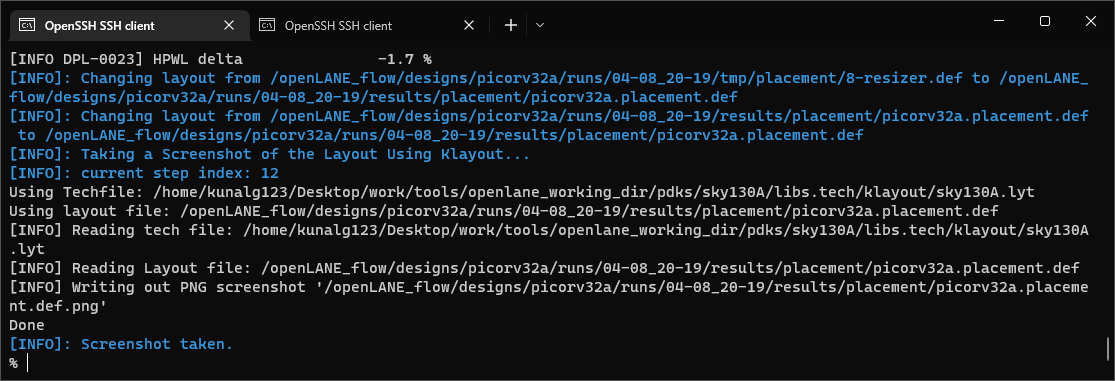 OpenSSH SSH client
OpenSSH SSH client
[INFO DPL-0023] HPWL delta               -1.7 %
[INFO]: Changing layout from /openLANE_flow/designs/picorv32a/runs/04-08_20-19/tmp/placement/8-resizer.def to /openLANE_
flow/designs/picorv32a/runs/04-08_20-19/results/placement/picorv32a.placement.def
[INFO]: Changing layout from /openLANE_flow/designs/picorv32a/runs/04-08_20-19/results/placement/picorv32a.placement.def
 to /openLANE_flow/designs/picorv32a/runs/04-08_20-19/results/placement/picorv32a.placement.def
[INFO]: Taking a Screenshot of the Layout Using Klayout...
[INFO]: current step index: 12
Using Techfile: /home/kunalg123/Desktop/work/tools/openlane_working_dir/pdks/sky130A/libs.tech/klayout/sky130A.lyt
Using layout file: /openLANE_flow/designs/picorv32a/runs/04-08_20-19/results/placement/picorv32a.placement.def
[INFO] Reading tech file: /home/kunalg123/Desktop/work/tools/openlane_working_dir/pdks/sky130A/libs.tech/klayout/sky130A
.lyt
[INFO] Reading Layout file: /openLANE_flow/designs/picorv32a/runs/04-08_20-19/results/placement/picorv32a.placement.def
[INFO] Writing out PNG screenshot '/openLANE_flow/designs/picorv32a/runs/04-08_20-19/results/placement/picorv32a.placeme
nt.def.png'
Done
[INFO]: Screenshot taken.
%